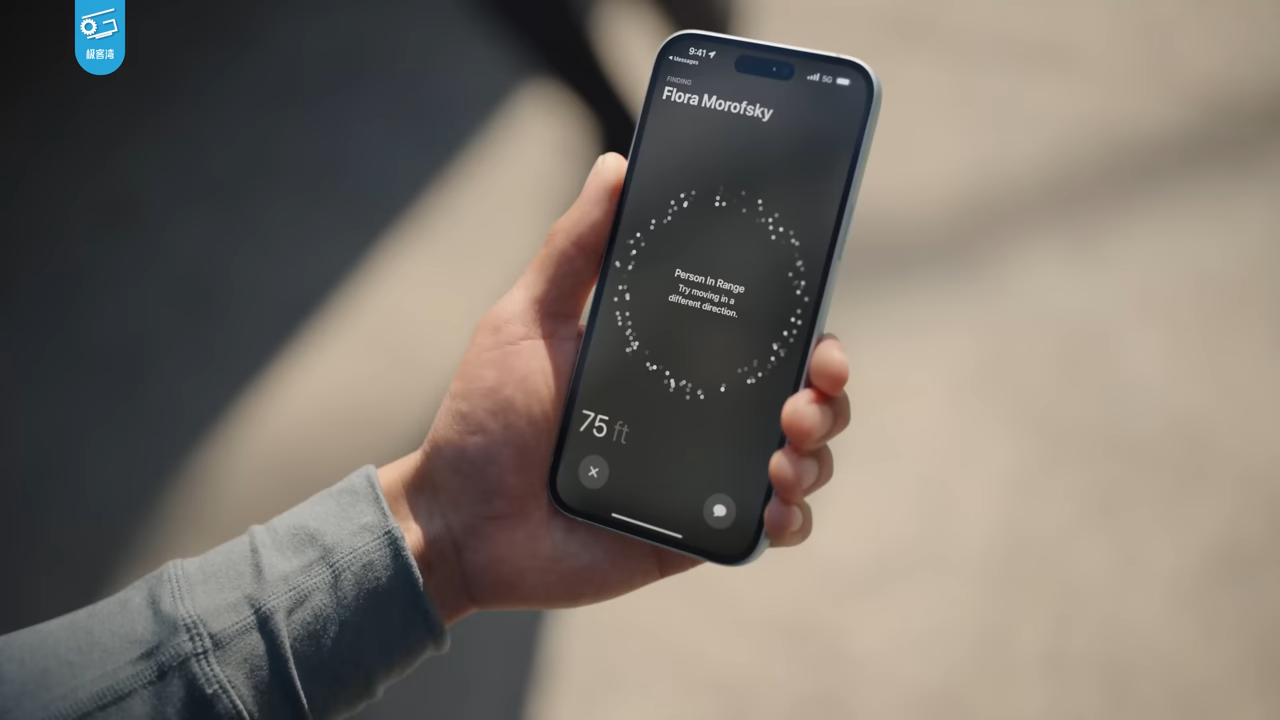 极客湾
9:41
Messages
5G
FINDING
Flora Morofsky
Person In Range
Try moving in a
different direction.
75 ft